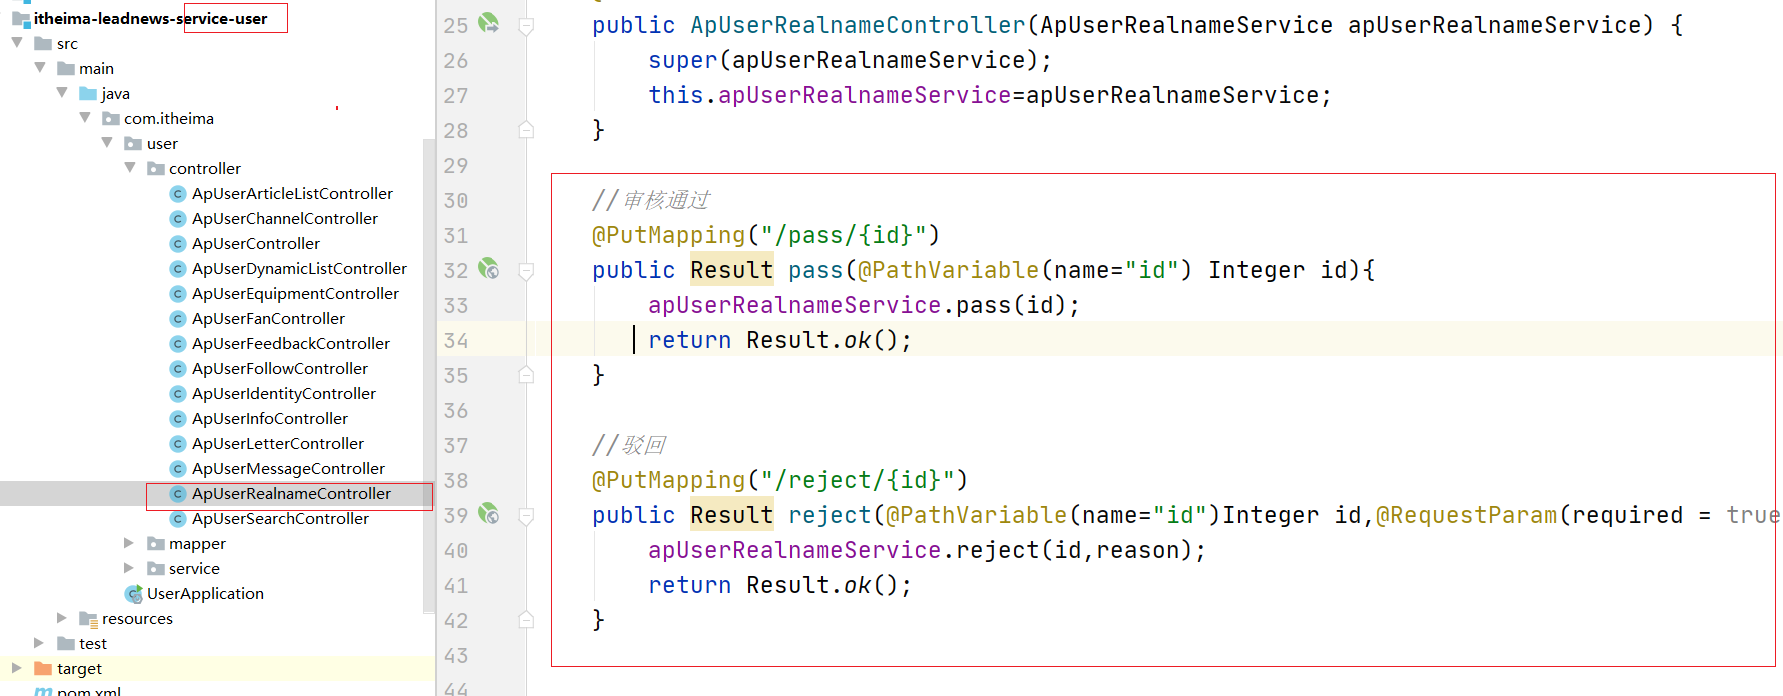 itheima-leadnews-service-user
src
main
java
com.itheima
user
controller
ApUserArticleListController
ApUserChannelController
ApUserController
ApUserDynamicListController
ApUserEquipmentController
ApUserFanController
ApUserFeedbackController
ApUserFollowController
ApUserIdentityController
ApUserInfoController
ApUserLetterController
ApUserMessageController
ApUserRealnameController
ApUserSearchController
mapper
service
UserApplication
resources
test
target
pom.xml
25 public ApUserRealnameController(ApUserRealnameService apUserRealnameService) {
26 super(apUserRealnameService);
27 this.apUserRealnameService=apUserRealnameService;
28 }
29
30 //审核通过
31 @PutMapping("/pass/{id}")
32 public Result pass(@PathVariable(name="id") Integer id){
33 apUserRealnameService.pass(id);
34 return Result.ok();
35 }
36
37 //驳回
38 @PutMapping("/reject/{id}")
39 public Result reject(@PathVariable(name="id")Integer id,@RequestParam(required = true
40 apUserRealnameService.reject(id,reason);
41 return Result.ok();
42 }
43
44